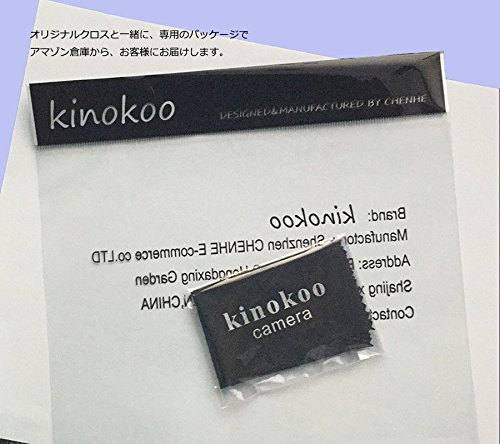 オリジナルクロスと一緒に、専用のパッケージで
アマゾン倉庫から、お客様にお届けします。
kinokoo
DESIGNED&MANUFACTURED BY CHENHE
Brand: kinokoo
Shenzhen CHENHE E-commerce co.LTD
Address: Hongdaxing Garden
Shajing ,CHINA
Contact
kinokoo
camera